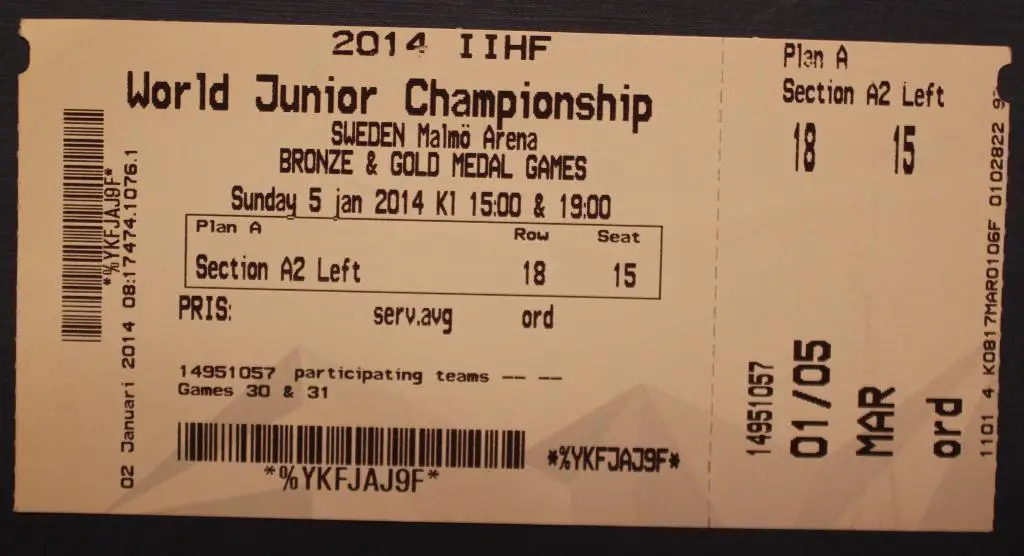 2014 IIHF
World Junior Championship
SWEDEN Malmö Arena
BRONZE & GOLD MEDAL GAMES
Sunday 5 jan 2014 Kl 15:00 & 19:00
Plan A Row Seat
Section A2 Left 18 15
PRIS: serv.avg ord
14951057 participating teams -- --
Games 30 & 31
*%YKFJAJ9F*
*%YKFJAJ9F*
*%YKFJAJ9F*
02 Januari 2014 08:17474.1076.1
Plan A
Section A2 Left
18 15
14951057
01/05
MAR
ord
1101 4 K0817MAR0106F 0102822